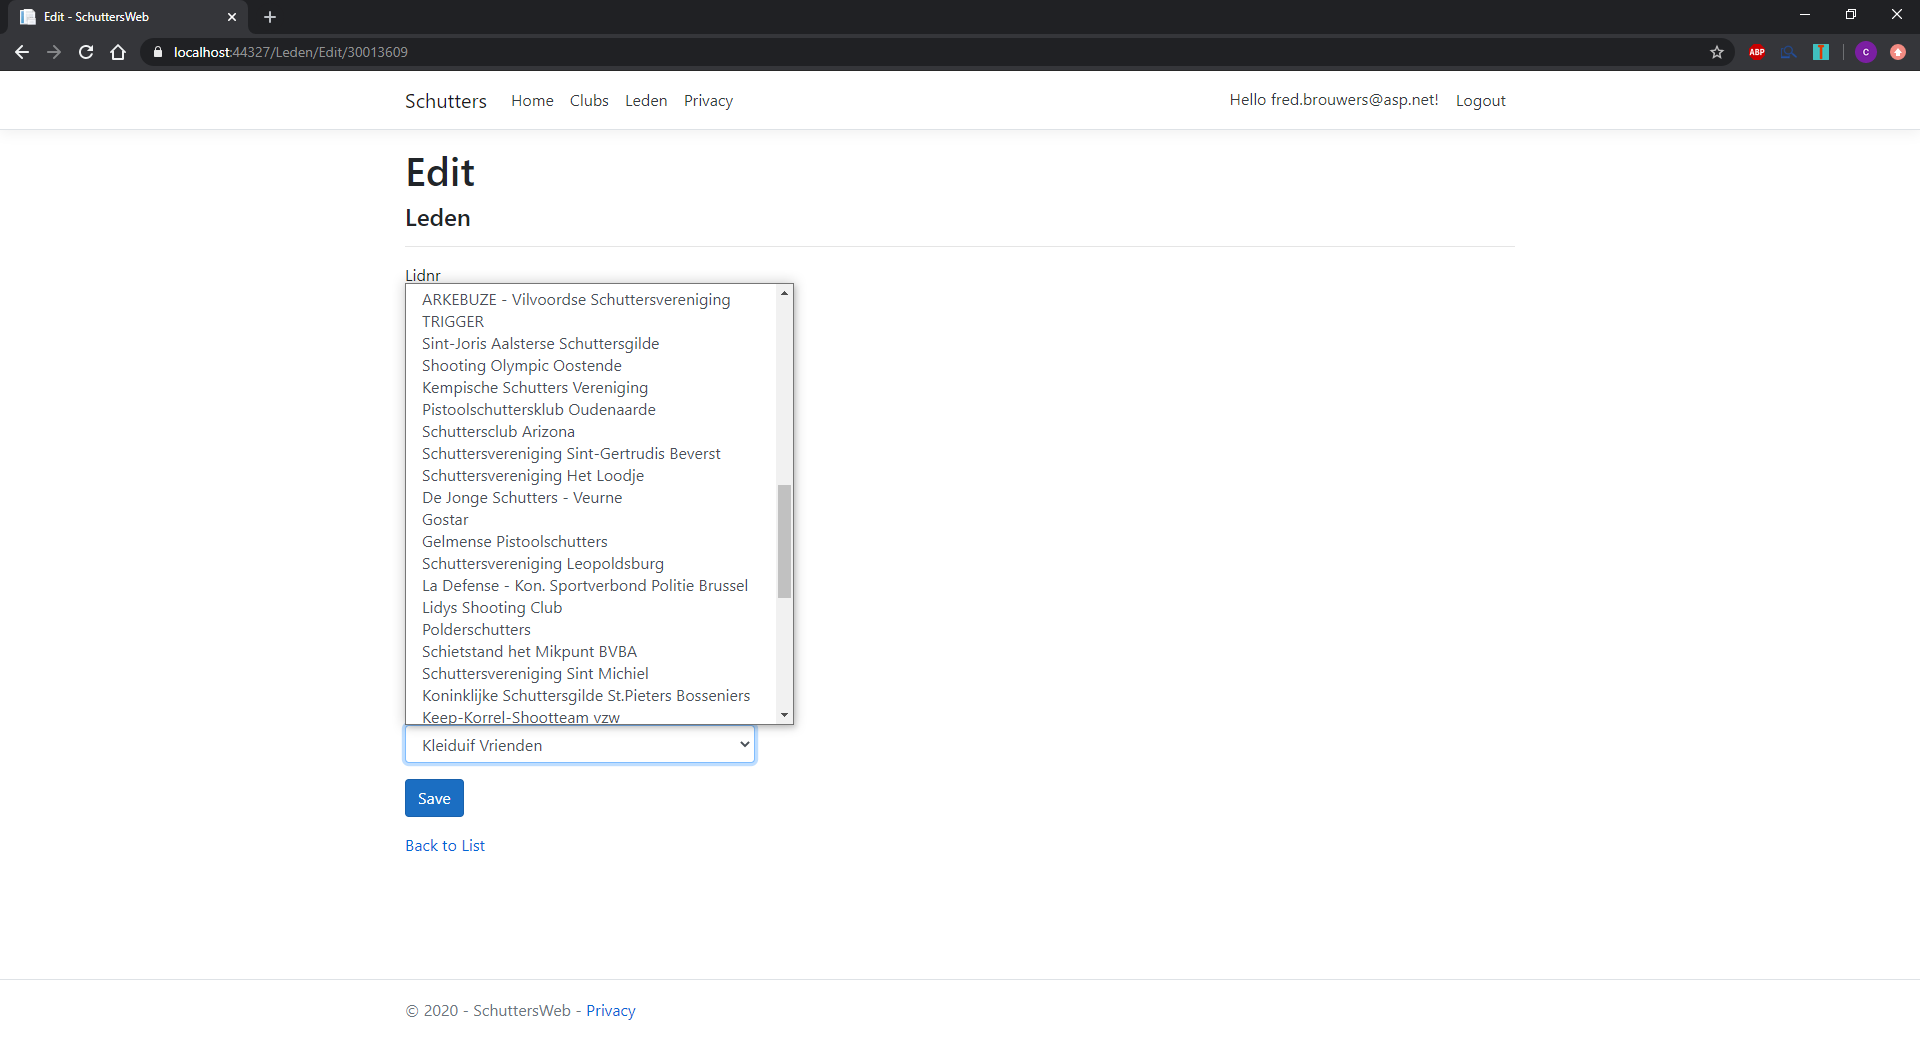 Edit - SchuttersWeb
localhost:44327/Leden/Edit/30013609
ABP
T
C
Schutters Home Clubs Leden Privacy Hello fred.brouwers@asp.net! Logout
Edit
Leden
Lidnr
ARKEBUZE - Vilvoordse Schuttersvereniging
TRIGGER
Sint-Joris Aalsterse Schuttersgilde
Shooting Olympic Oostende
Kempische Schutters Vereniging
Pistoolschuttersklub Oudenaarde
Schuttersclub Arizona
Schuttersvereniging Sint-Gertrudis Beverst
Schuttersvereniging Het Loodje
De Jonge Schutters - Veurne
Gostar
Gelmense Pistoolschutters
Schuttersvereniging Leopoldsburg
La Defense - Kon. Sportverbond Politie Brussel
Lidys Shooting Club
Polderschutters
Schietstand het Mikpunt BVBA
Schuttersvereniging Sint Michiel
Koninklijke Schuttersgilde St.Pieters Bosseniers
Keep-Korrel-Shootteam vzw
Kleiduif Vrienden
Save
Back to List
© 2020 - SchuttersWeb - Privacy